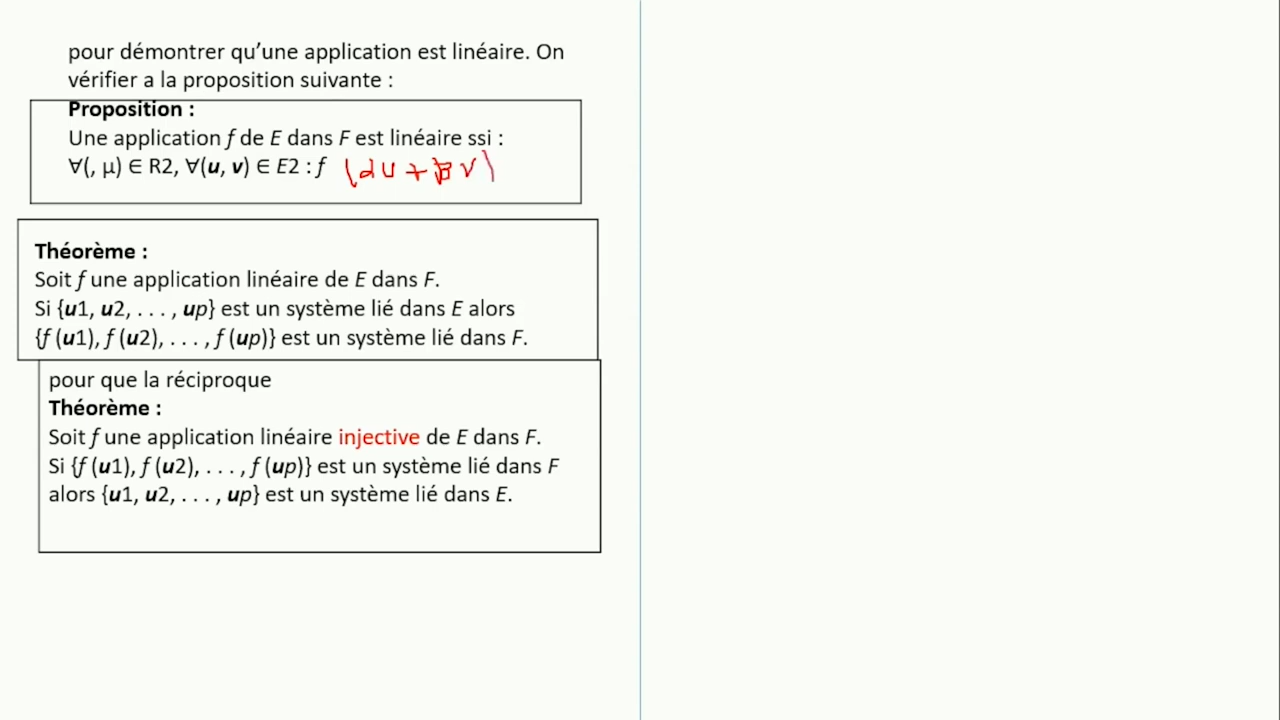 pour démontrer qu’une application est linéaire. On
vérifier a la proposition suivante :
Proposition :
Une application f de E dans F est linéaire ssi :
∀(, μ) ∈ R2, ∀(u, v) ∈ E2 : f (αu + βv)
Théorème :
Soit f une application linéaire de E dans F.
Si {u1, u2, . . . , up} est un système lié dans E alors
{f (u1), f (u2), . . . , f (up)} est un système lié dans F.
pour que la réciproque
Théorème :
Soit f une application linéaire injective de E dans F.
Si {f (u1), f (u2), . . . , f (up)} est un système lié dans F
alors {u1, u2, . . . , up} est un système lié dans E.